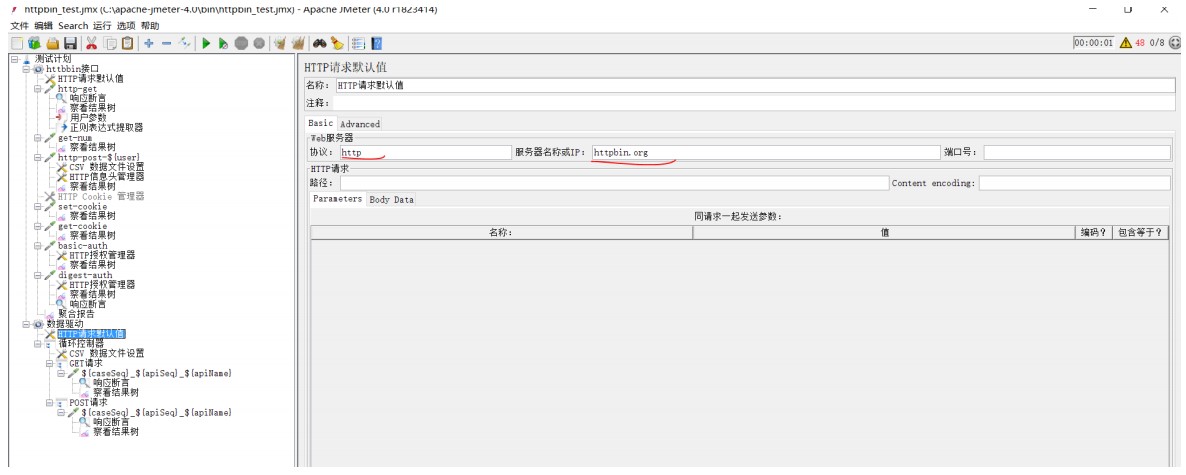 httpbin_test.jmx (C:\apache-jmeter-4.0\bin\httpbin_test.jmx) - Apache JMeter (4.0 r1823414)
文件 编辑 Search 运行 选项 帮助
00:00:01 48 0/8
测试计划
httbbin接口
HTTP请求默认值
http-get
响应断言
察看结果树
用户参数
正则表达式提取器
get-num
察看结果树
http-post-${user}
CSV 数据文件设置
HTTP信息头管理器
察看结果树
HTTP Cookie 管理器
set-cookie
察看结果树
get-cookie
察看结果树
basic-auth
HTTP授权管理器
察看结果树
digest-auth
HTTP授权管理器
察看结果树
响应断言
聚合报告
数据驱动
HTTP请求默认值
循环控制器
CSV 数据文件设置
GET请求
${caseSeq}_${apiSeq}_${apiName}
响应断言
察看结果树
POST请求
${caseSeq}_${apiSeq}_${apiName}
响应断言
察看结果树
HTTP请求默认值
名称: HTTP请求默认值
注释:
Basic Advanced
Web服务器
协议: http 服务器名称或IP: httpbin.org 端口号:
HTTP请求
路径: Content encoding:
Parameters Body Data
同请求一起发送参数:
名称: 值 编码? 包含等于?